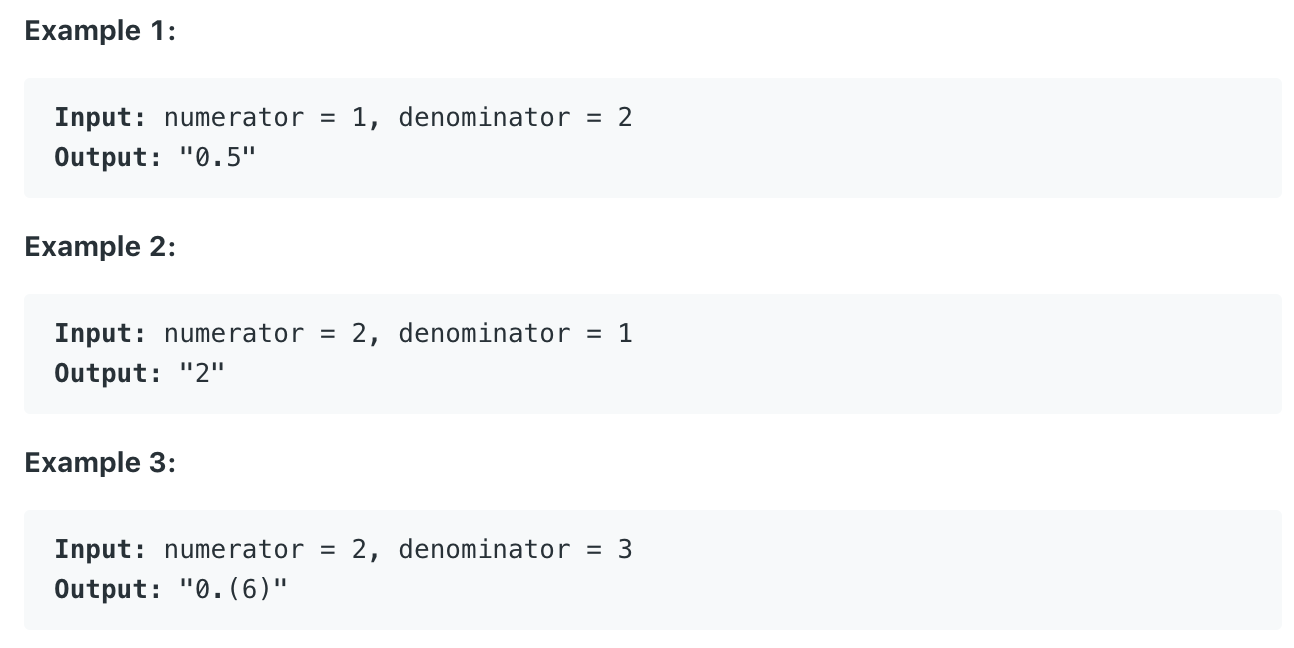 Example 1:
Input: numerator = 1, denominator = 2
Output: "0.5"
Example 2:
Input: numerator = 2, denominator = 1
Output: "2"
Example 3:
Input: numerator = 2, denominator = 3
Output: "0.(6)"